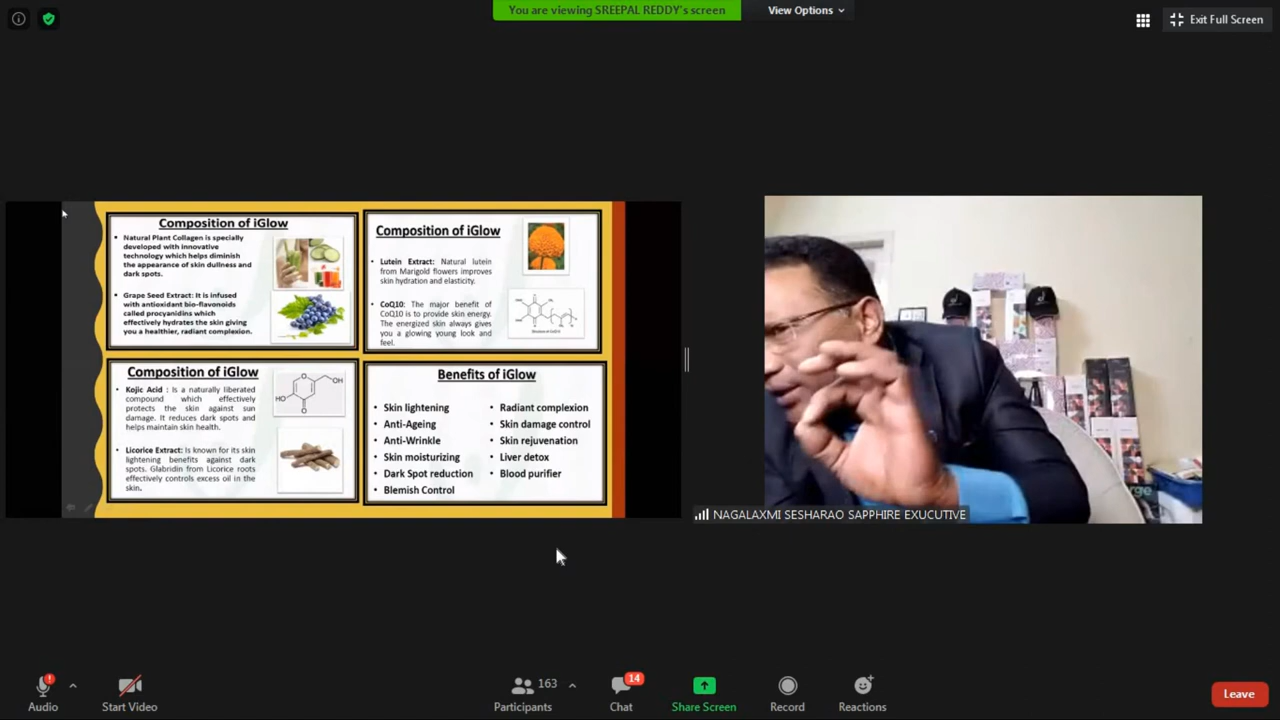 You are viewing SREEPAL REDDY's screen
View Options
Exit Full Screen
Composition of iGlow
Natural Plant Collagen is specially
developed with innovative
technology which helps diminish
the appearance of skin dullness and
dark spots.
Grape Seed Extract: It is infused
with antioxidant bio-flavonoids
called procyanidins which
effectively hydrates the skin giving
you a healthier, radiant complexion.
Composition of iGlow
Lutein Extract: Natural lutein
from Marigold flowers improves
skin hydration and elasticity.
CoQ10: The major benefit of
CoQ10 is to provide skin energy.
The energized skin always gives
you a glowing young look and
feel.
Composition of iGlow
Kojic Acid : Is a naturally liberated
compound which effectively
protects the skin against sun
damage. It reduces dark spots and
helps maintain skin health.
HO
O
OH
O
Licorice Extract: Is known for its skin
lightening benefits against dark
spots. Glabridin from Licorice roots
effectively controls excess oil in the
skin.
Benefits of iGlow
• Skin lightening
• Anti-Ageing
• Anti-Wrinkle
• Skin moisturizing
• Dark Spot reduction
• Blemish Control
• Radiant complexion
• Skin damage control
• Skin rejuvenation
• Liver detox
• Blood purifier
NAGALAXMI SESHARAO SAPPHIRE EXUCUTIVE
Audio
Start Video
163
Participants
14
Chat
Share Screen
Record
Reactions
Leave